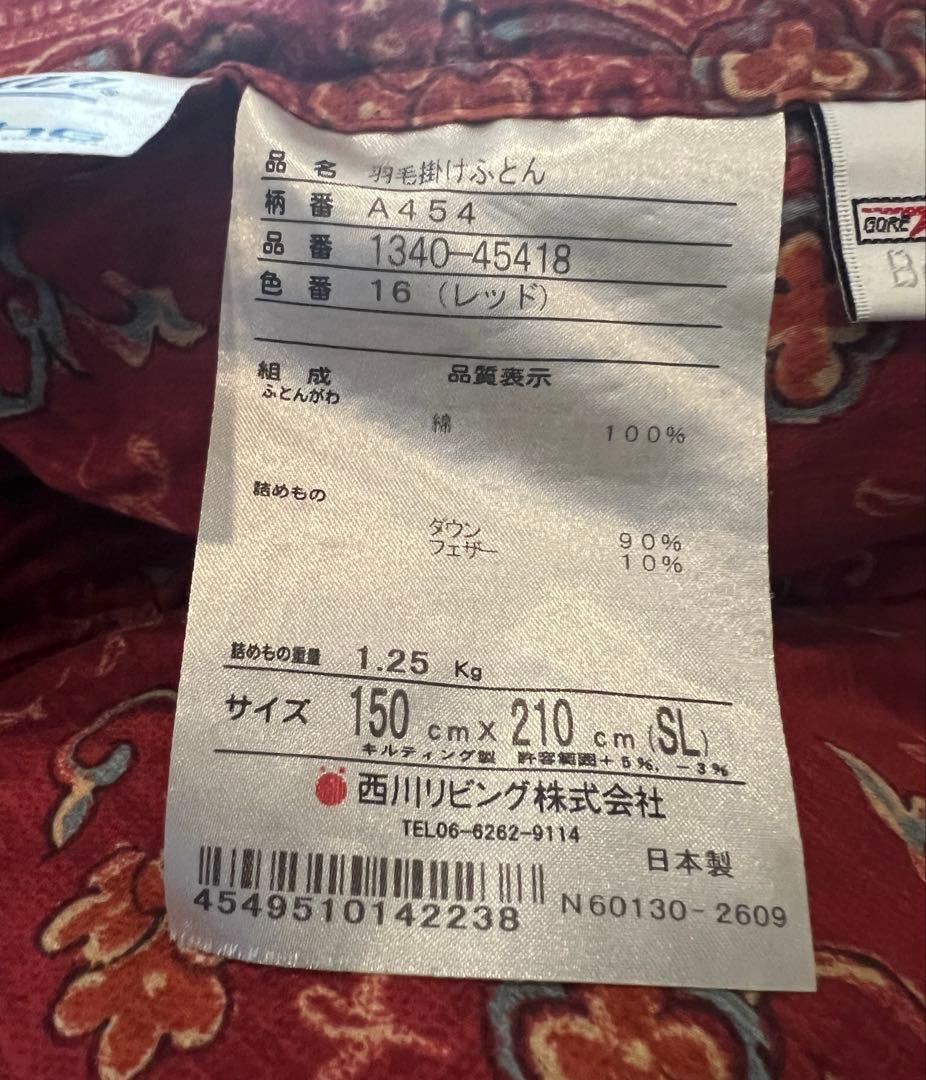 品名 羽毛掛けふとん
柄番 A454
品番 1340-45418
色番 16 (レッド)
組成 品質表示
ふとんがわ
綿 100%
詰めもの
ダウン 90%
フェザー 10%
詰めもの重量 1.25 Kg
サイズ 150 cm X 210 cm (SL)
キルティング製 許容範囲+5%, -3%
西川リビング株式会社
TEL06-6262-9114
日本製
4549510142238 N60130-2609
GORE